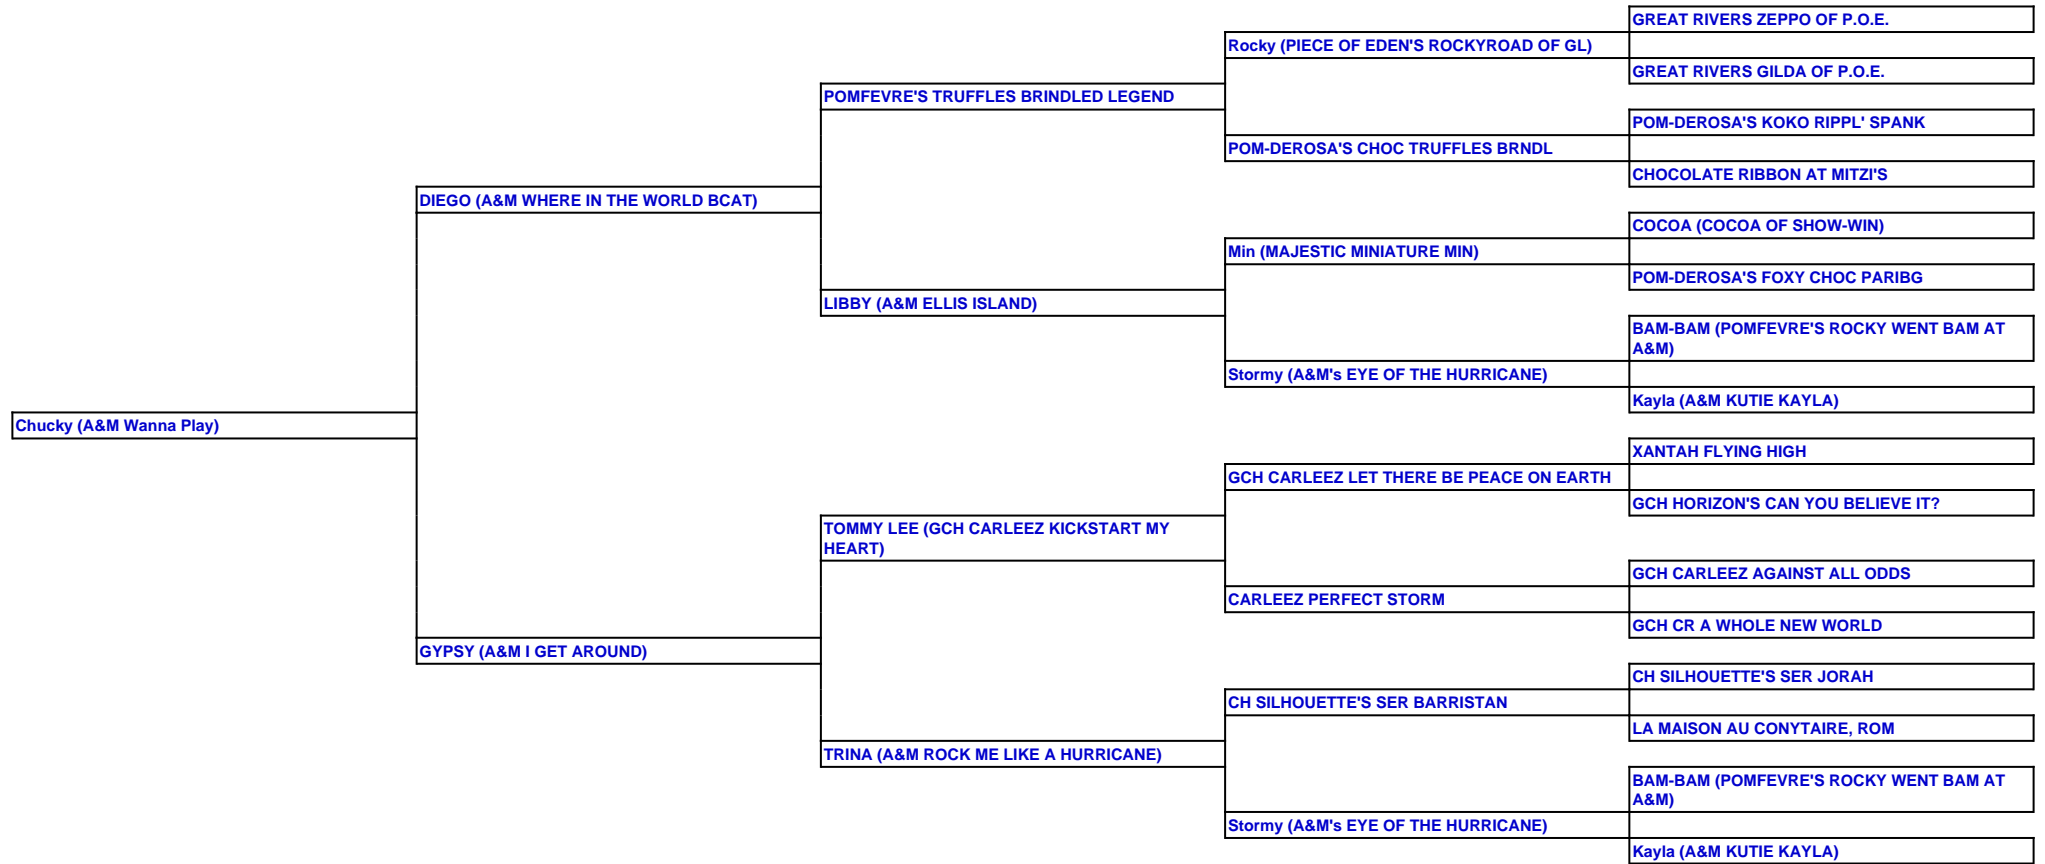 GREAT RIVERS ZEPPO OF P.O.E.
Rocky (PIECE OF EDEN'S ROCKYROAD OF GL)
GREAT RIVERS GILDA OF P.O.E.
POMFEVRE'S TRUFFLES BRINDLED LEGEND
POM-DEROSA'S KOKO RIPPL' SPANK
POM-DEROSA'S CHOC TRUFFLES BRNDL
CHOCOLATE RIBBON AT MITZI'S
DIEGO (A&M WHERE IN THE WORLD BCAT)
COCOA (COCOA OF SHOW-WIN)
Min (MAJESTIC MINIATURE MIN)
POM-DEROSA'S FOXY CHOC PARIBG
LIBBY (A&M ELLIS ISLAND)
BAM-BAM (POMFEVRE'S ROCKY WENT BAM AT
A&M)
Stormy (A&M's EYE OF THE HURRICANE)
Kayla (A&M KUTIE KAYLA)
Chucky (A&M Wanna Play)
XANTAH FLYING HIGH
GCH CARLEEZ LET THERE BE PEACE ON EARTH
GCH HORIZON'S CAN YOU BELIEVE IT?
TOMMY LEE (GCH CARLEEZ KICKSTART MY
HEART)
GCH CARLEEZ AGAINST ALL ODDS
CARLEEZ PERFECT STORM
GCH CR A WHOLE NEW WORLD
GYPSY (A&M I GET AROUND)
CH SILHOUETTE'S SER JORAH
CH SILHOUETTE'S SER BARRISTAN
LA MAISON AU CONYTAIRE, ROM
TRINA (A&M ROCK ME LIKE A HURRICANE)
BAM-BAM (POMFEVRE'S ROCKY WENT BAM AT
A&M)
Stormy (A&M's EYE OF THE HURRICANE)
Kayla (A&M KUTIE KAYLA)